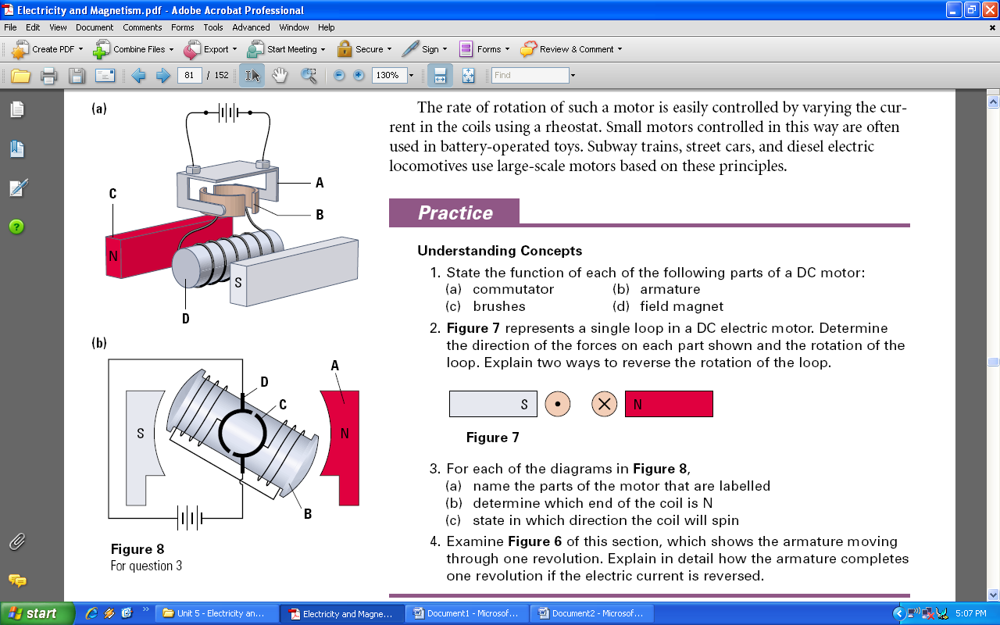 Electricity and Magnetism.pdf - Adobe Acrobat Professional
File Edit View Document Comments Forms Tools Advanced Window Help
Create PDF Combine Files Export Start Meeting Secure Sign Forms Review & Comment
81 / 152 130% Find
(a)
C
A
B
N
S
D
(b)
A
D
C
S
N
B
Figure 8
For question 3
The rate of rotation of such a motor is easily controlled by varying the cur-
rent in the coils using a rheostat. Small motors controlled in this way are often
used in battery-operated toys. Subway trains, street cars, and diesel electric
locomotives use large-scale motors based on these principles.
Practice
Understanding Concepts
1. State the function of each of the following parts of a DC motor:
(a) commutator (b) armature
(c) brushes (d) field magnet
2. Figure 7 represents a single loop in a DC electric motor. Determine
the direction of the forces on each part shown and the rotation of the
loop. Explain two ways to reverse the rotation of the loop.
S N
Figure 7
3. For each of the diagrams in Figure 8,
(a) name the parts of the motor that are labelled
(b) determine which end of the coil is N
(c) state in which direction the coil will spin
4. Examine Figure 6 of this section, which shows the armature moving
through one revolution. Explain in detail how the armature completes
one revolution if the electric current is reversed.
start Unit 5 - Electricity an... Electricity and Magne... Document1 - Microsof... Document2 - Microsof... 5:07 PM